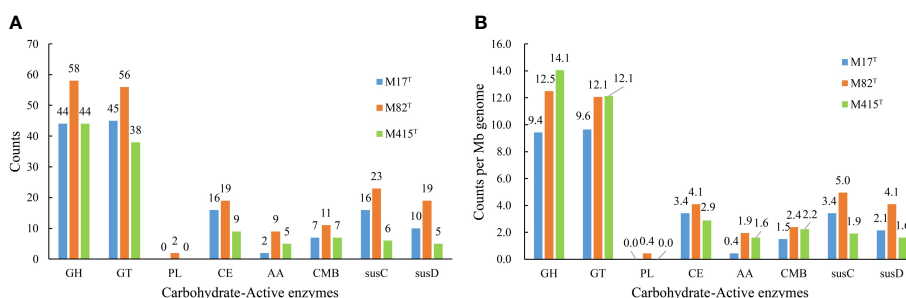 A
70
60
50
40
30
20
10
0
Counts
44 58 44
45 56 38
0 2 0
16 19 9
2 9 5
7 11 7
16 23 6
10 19 5
M17ᵀ
M82ᵀ
M415ᵀ
GH GT PL CE AA CMB susC susD
Carbohydrate-Active enzymes
B
16.0
14.0
12.0
10.0
8.0
6.0
4.0
2.0
0.0
Counts per Mb genome
9.4 12.5 14.1
9.6 12.1 12.1
0.0 0.4 0.0
3.4 4.1 2.9
0.4 1.9 1.6
1.5 2.4 2.2
3.4 5.0 1.9
2.1 4.1 1.6
M17ᵀ
M82ᵀ
M415ᵀ
GH GT PL CE AA CMB susC susD
Carbohydrate-Active enzymes